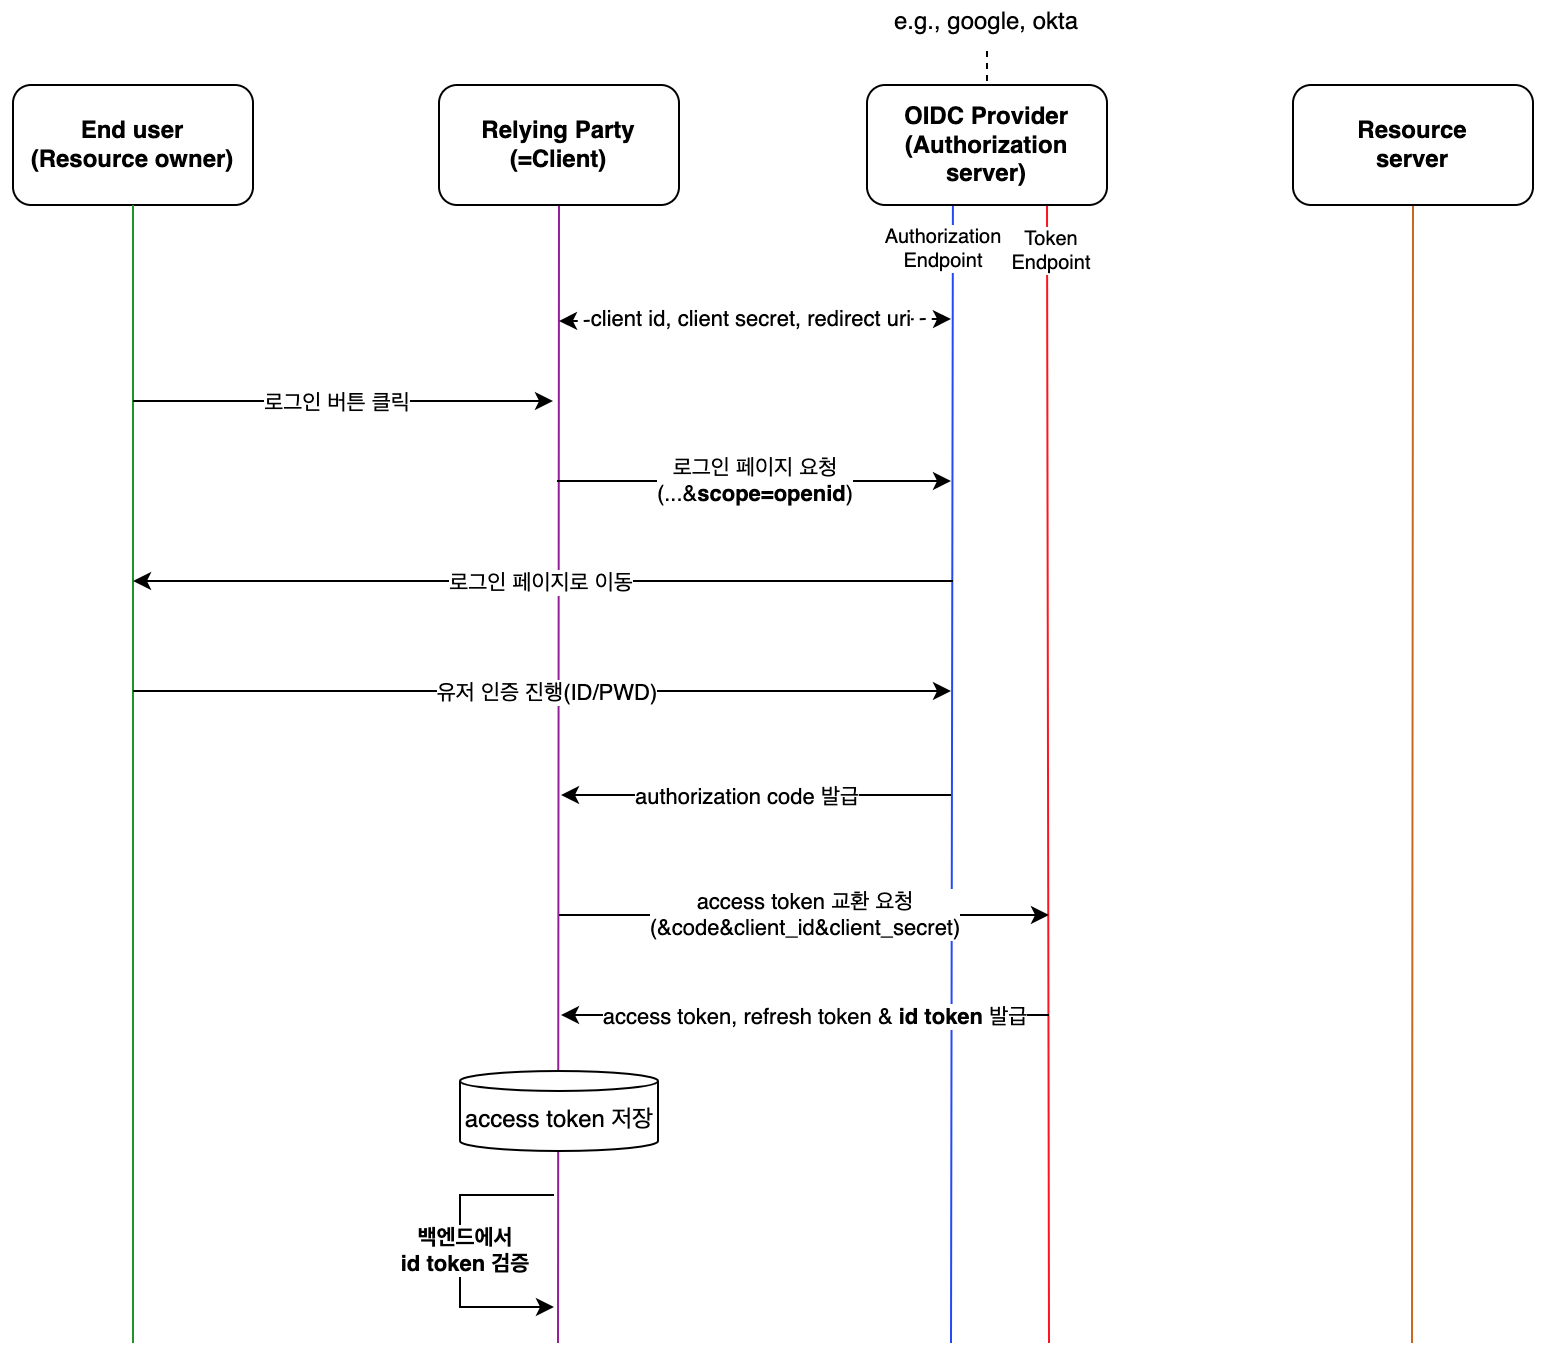 e.g., google, okta
End user
(Resource owner)
Relying Party
(=Client)
OIDC Provider
(Authorization
server)
Resource
server
Authorization
Endpoint
Token
Endpoint
client id, client secret, redirect uri
로그인 버튼 클릭
로그인 페이지 요청
(...&scope=openid)
로그인 페이지로 이동
유저 인증 진행(ID/PWD)
authorization code 발급
access token 교환 요청
(&code&client_id&client_secret)
access token, refresh token & id token 발급
access token 저장
백엔드에서
id token 검증